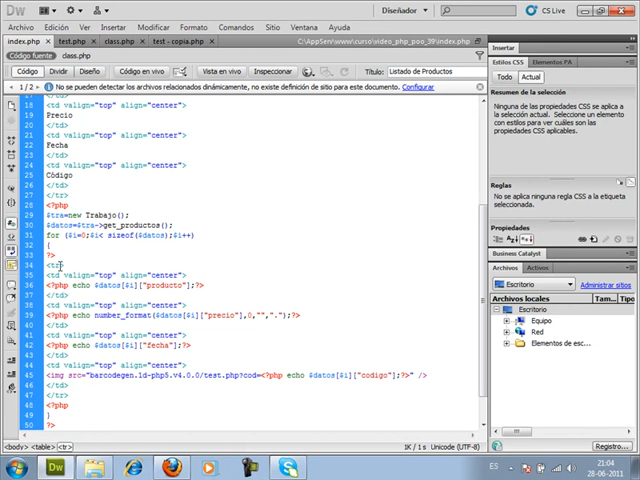 Dw
Diseñador
CS Live
Archivo Edición Ver Insertar Modificar Formato Comandos Sitio Ventana Ayuda
index.php × test.php × class.php × test - copia.php ×
C:\AppServ\www\curso\video_php_poo_39\index.php
Código fuente class.php
Código Dividir Diseño Código en vivo Vista en vivo Inspeccionar Título: Listado de Productos
1/2 No se pueden detectar los archivos relacionados dinámicamente, no existe definición de sitio para este documento. Configurar
17 </td>
18 <td valign="top" align="center">
19 Precio
20 </td>
21 <td valign="top" align="center">
22 Fecha
23 </td>
24 <td valign="top" align="center">
25 Código
26 </td>
27 </tr>
28 <?php
29 $tra=new Trabajo();
30 $datos=$tra->get_productos();
31 for ($i=0;$i< sizeof($datos);$i++)
32 {
33 ?>
34 <tr>
35 <td valign="top" align="center">
36 <?php echo $datos[$i]["producto"];?>
37 </td>
38 <td valign="top" align="center">
39 <?php echo number_format($datos[$i]["precio"],0,"",".");?>
40 </td>
41 <td valign="top" align="center">
42 <?php echo $datos[$i]["fecha"];?>
43 </td>
44 <td valign="top" align="center">
45 <img src="barcodegen.1d-php5.v4.0.0/test.php?cod=<?php echo $datos[$i]["codigo"];?>" />
46 </td>
47 </tr>
48 <?php
49 }
50 ?>
<body> <table> <tr>
1K / 1 s Unicode (UTF-8)
Insertar
Estilos CSS Elementos PA
Todo Actual
Resumen de la selección
Ninguna de las propiedades CSS se aplica a la selección actual. Seleccione un elemento con estilos para ver cuáles son las propiedades CSS aplicables.
Reglas
No se aplica ninguna regla CSS a la etiqueta seleccionada.
Propiedades
Business Catalyst
Archivos Activos
Escritorio Administrar sitios
Archivos locales Tam... Tipo
Escritorio
Equipo
Red
Elementos de esc...
Registro...
Dw
ES
21:04
28-06-2011